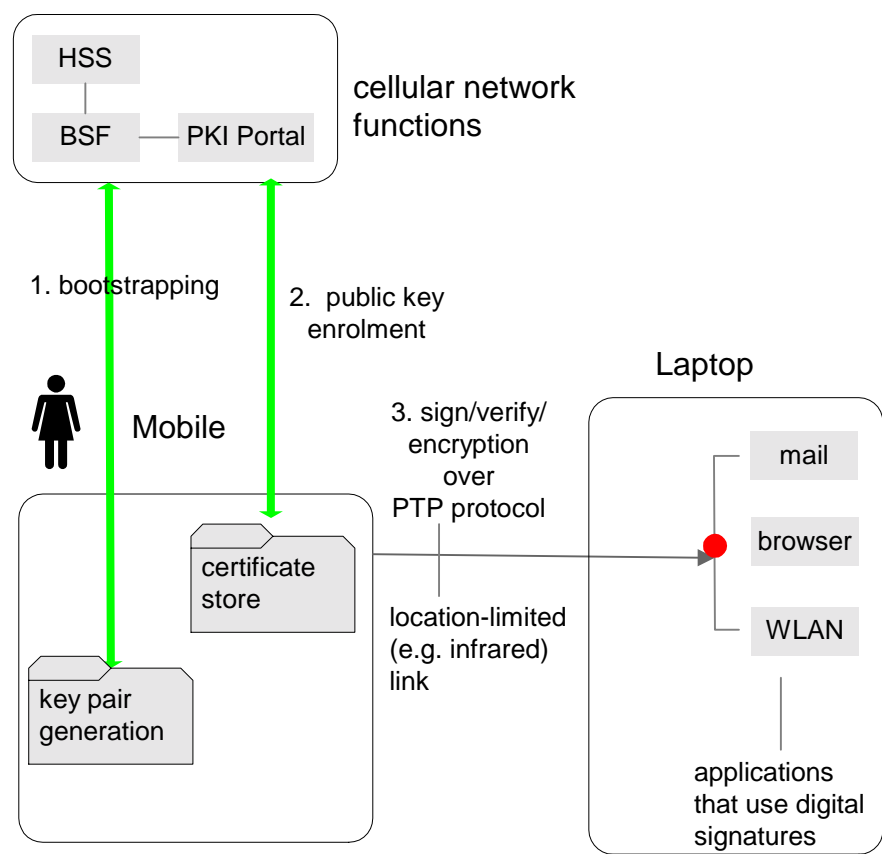 HSS
BSF
PKI Portal
cellular network
functions
1. bootstrapping
2. public key
enrolment
Mobile
3. sign/verify/
encryption
over
PTP protocol
location-limited
(e.g. infrared)
link
certificate
store
key pair
generation
Laptop
mail
browser
WLAN
applications
that use digital
signatures